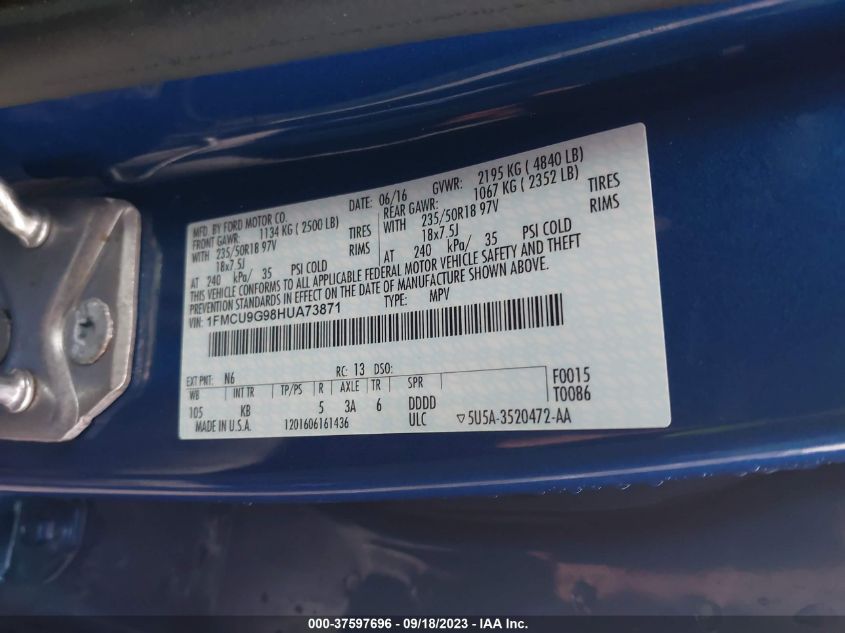 MFD. BY FORD MOTOR CO.
DATE: 06/16 GVWR: 2195 KG ( 4840 LB)
FRONT GAWR: 1134 KG ( 2500 LB) REAR GAWR: 1067 KG ( 2352 LB)
WITH 235/50R18 97V TIRES WITH 235/50R18 97V TIRES
18x7.5J RIMS 18x7.5J RIMS
AT 240 kPa/ 35 PSI COLD AT 240 kPa/ 35 PSI COLD
THIS VEHICLE CONFORMS TO ALL APPLICABLE FEDERAL MOTOR VEHICLE SAFETY AND THEFT
PREVENTION STANDARDS IN EFFECT ON THE DATE OF MANUFACTURE SHOWN ABOVE.
VIN: 1FMCU9G98HUA73871 TYPE: MPV
EXT PNT: N6 RC: 13 DSO: F0015
WB INT TR TP/PS R AXLE TR SPR T0086
105 KB 5 3A 6 DDDD
MADE IN U.S.A. 1201606161436 ULC ▽5U5A-3520472-AA
000-37597696 - 09/18/2023 - IAA Inc.